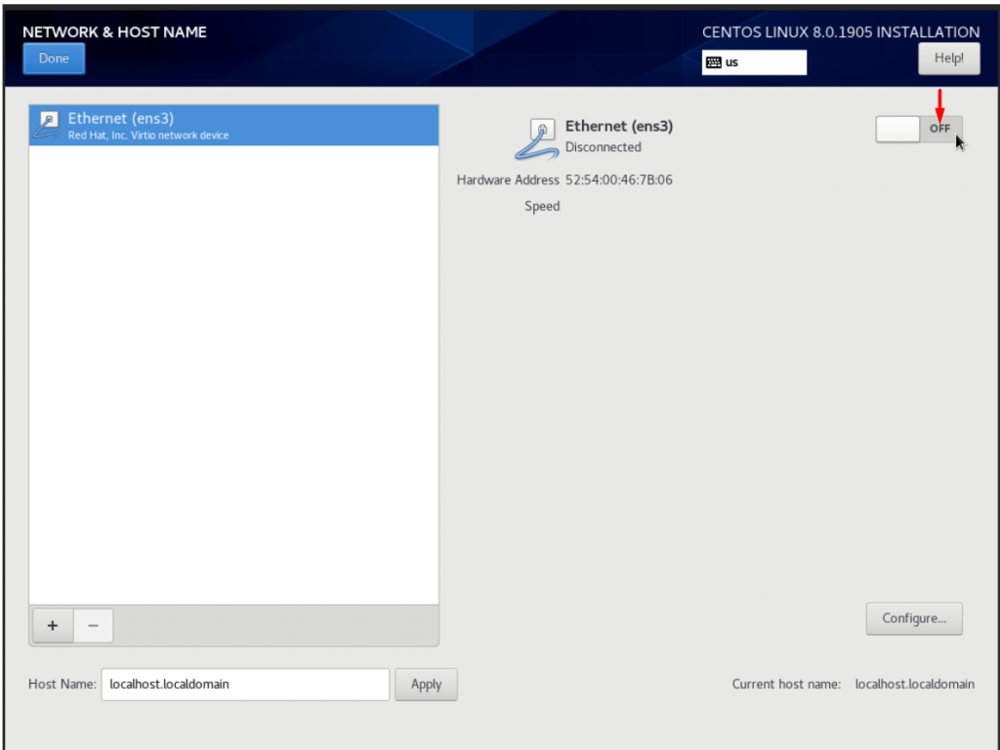 NETWORK & HOST NAME
CENTOS LINUX 8.0.1905 INSTALLATION
Done
us
Help!
Ethernet (ens3)
Red Hat, Inc. Virtio network device
Ethernet (ens3)
Disconnected
OFF
Hardware Address 52:54:00:46:7B:06
Speed
+
−
Configure...
Host Name: localhost.localdomain Apply
Current host name: localhost.localdomain